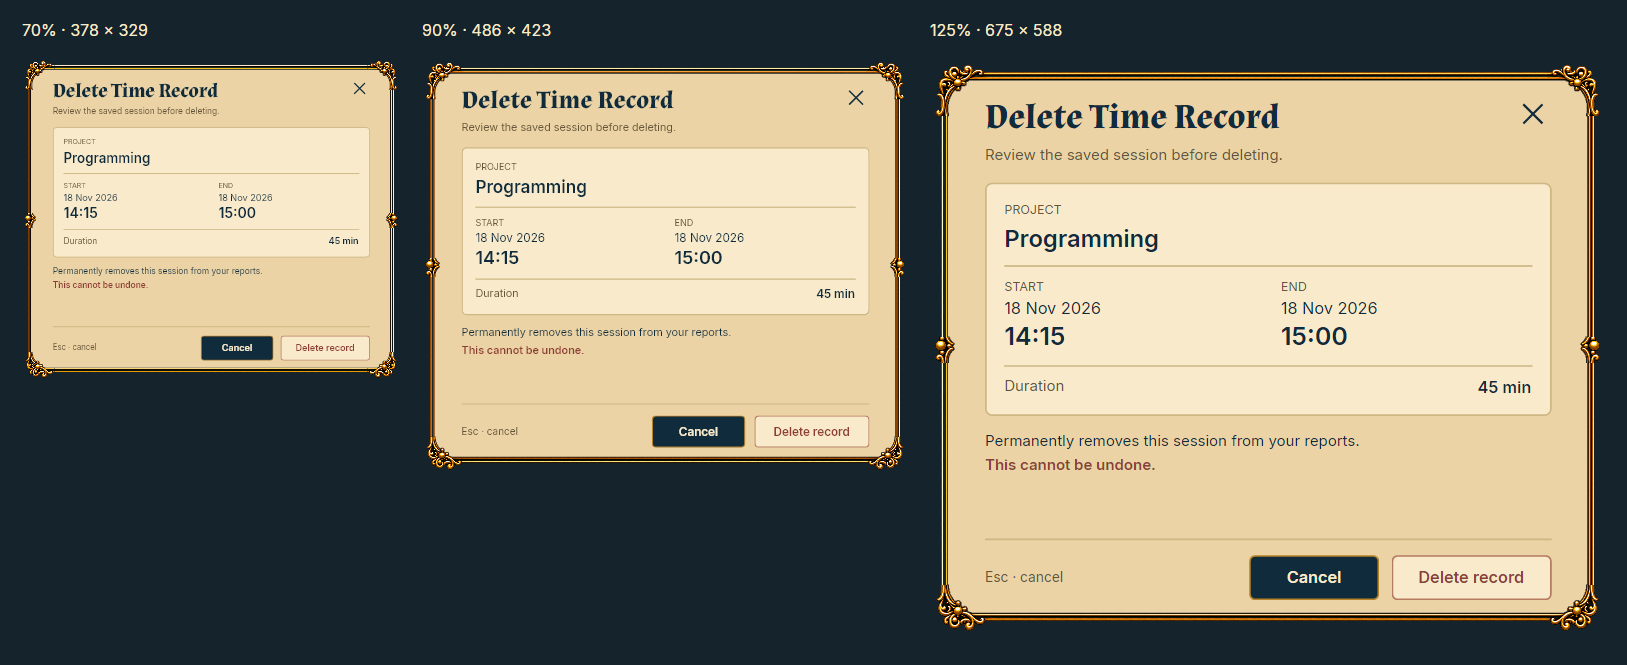 70% · 378 × 329
Delete Time Record
Review the saved session before deleting.
PROJECT
Programming
START
18 Nov 2026
14:15
END
18 Nov 2026
15:00
Duration
45 min
Permanently removes this session from your reports.
This cannot be undone.
Esc · cancel
Cancel
Delete record
90% · 486 × 423
Delete Time Record
Review the saved session before deleting.
PROJECT
Programming
START
18 Nov 2026
14:15
END
18 Nov 2026
15:00
Duration
45 min
Permanently removes this session from your reports.
This cannot be undone.
Esc · cancel
Cancel
Delete record
125% · 675 × 588
Delete Time Record
Review the saved session before deleting.
PROJECT
Programming
START
18 Nov 2026
14:15
END
18 Nov 2026
15:00
Duration
45 min
Permanently removes this session from your reports.
This cannot be undone.
Esc · cancel
Cancel
Delete record